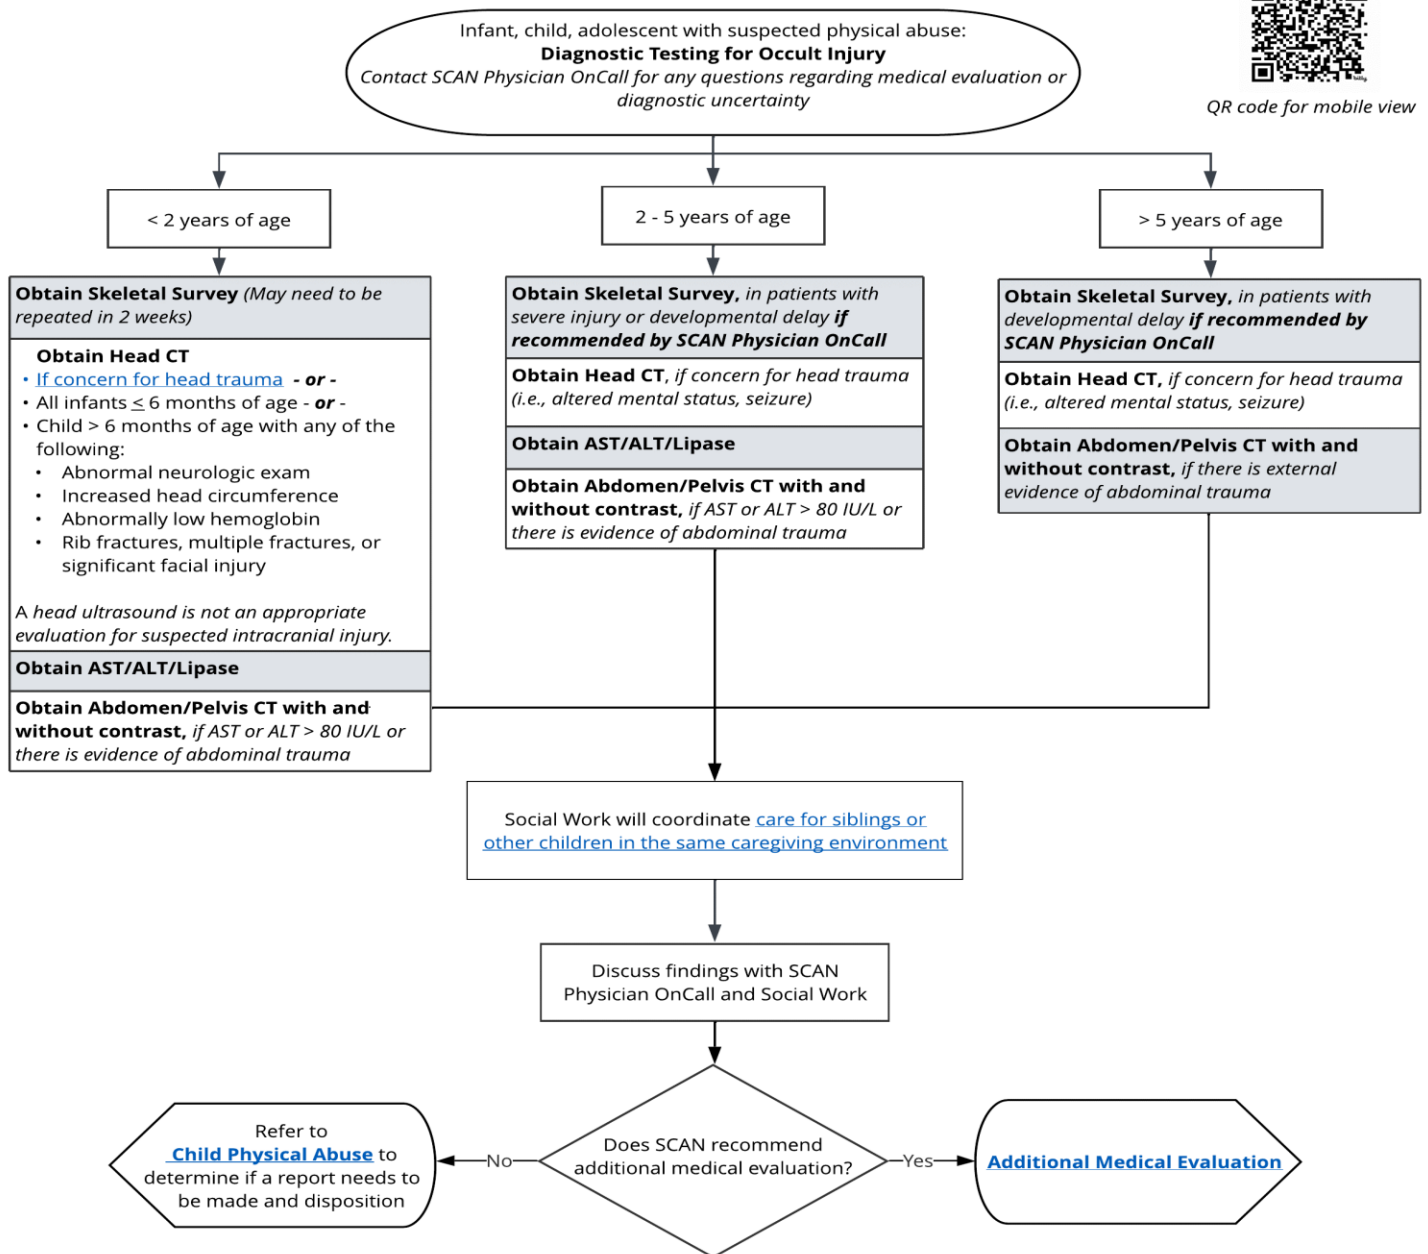 Infant, child, adolescent with suspected physical abuse:
Diagnostic Testing for Occult Injury
Contact SCAN Physician OnCall for any questions regarding medical evaluation or
diagnostic uncertainty
QR code for mobile view
< 2 years of age
2 - 5 years of age
> 5 years of age
Obtain Skeletal Survey (May need to be
repeated in 2 weeks)
Obtain Head CT
• If concern for head trauma - or -
• All infants ≤ 6 months of age - or -
• Child > 6 months of age with any of the
following:
• Abnormal neurologic exam
• Increased head circumference
• Abnormally low hemoglobin
• Rib fractures, multiple fractures, or
significant facial injury
A head ultrasound is not an appropriate
evaluation for suspected intracranial injury.
Obtain AST/ALT/Lipase
Obtain Abdomen/Pelvis CT with and
without contrast, if AST or ALT > 80 IU/L or
there is evidence of abdominal trauma
Obtain Skeletal Survey, in patients with
severe injury or developmental delay if
recommended by SCAN Physician OnCall
Obtain Head CT, if concern for head trauma
(i.e., altered mental status, seizure)
Obtain AST/ALT/Lipase
Obtain Abdomen/Pelvis CT with and
without contrast, if AST or ALT > 80 IU/L or
there is evidence of abdominal trauma
Obtain Skeletal Survey, in patients with
developmental delay if recommended by
SCAN Physician OnCall
Obtain Head CT, if concern for head trauma
(i.e., altered mental status, seizure)
Obtain Abdomen/Pelvis CT with and
without contrast, if there is external
evidence of abdominal trauma
Social Work will coordinate care for siblings or
other children in the same caregiving environment
Discuss findings with SCAN
Physician OnCall and Social Work
Does SCAN recommend
additional medical evaluation?
No
Yes
Refer to
Child Physical Abuse to
determine if a report needs to
be made and disposition
Additional Medical Evaluation